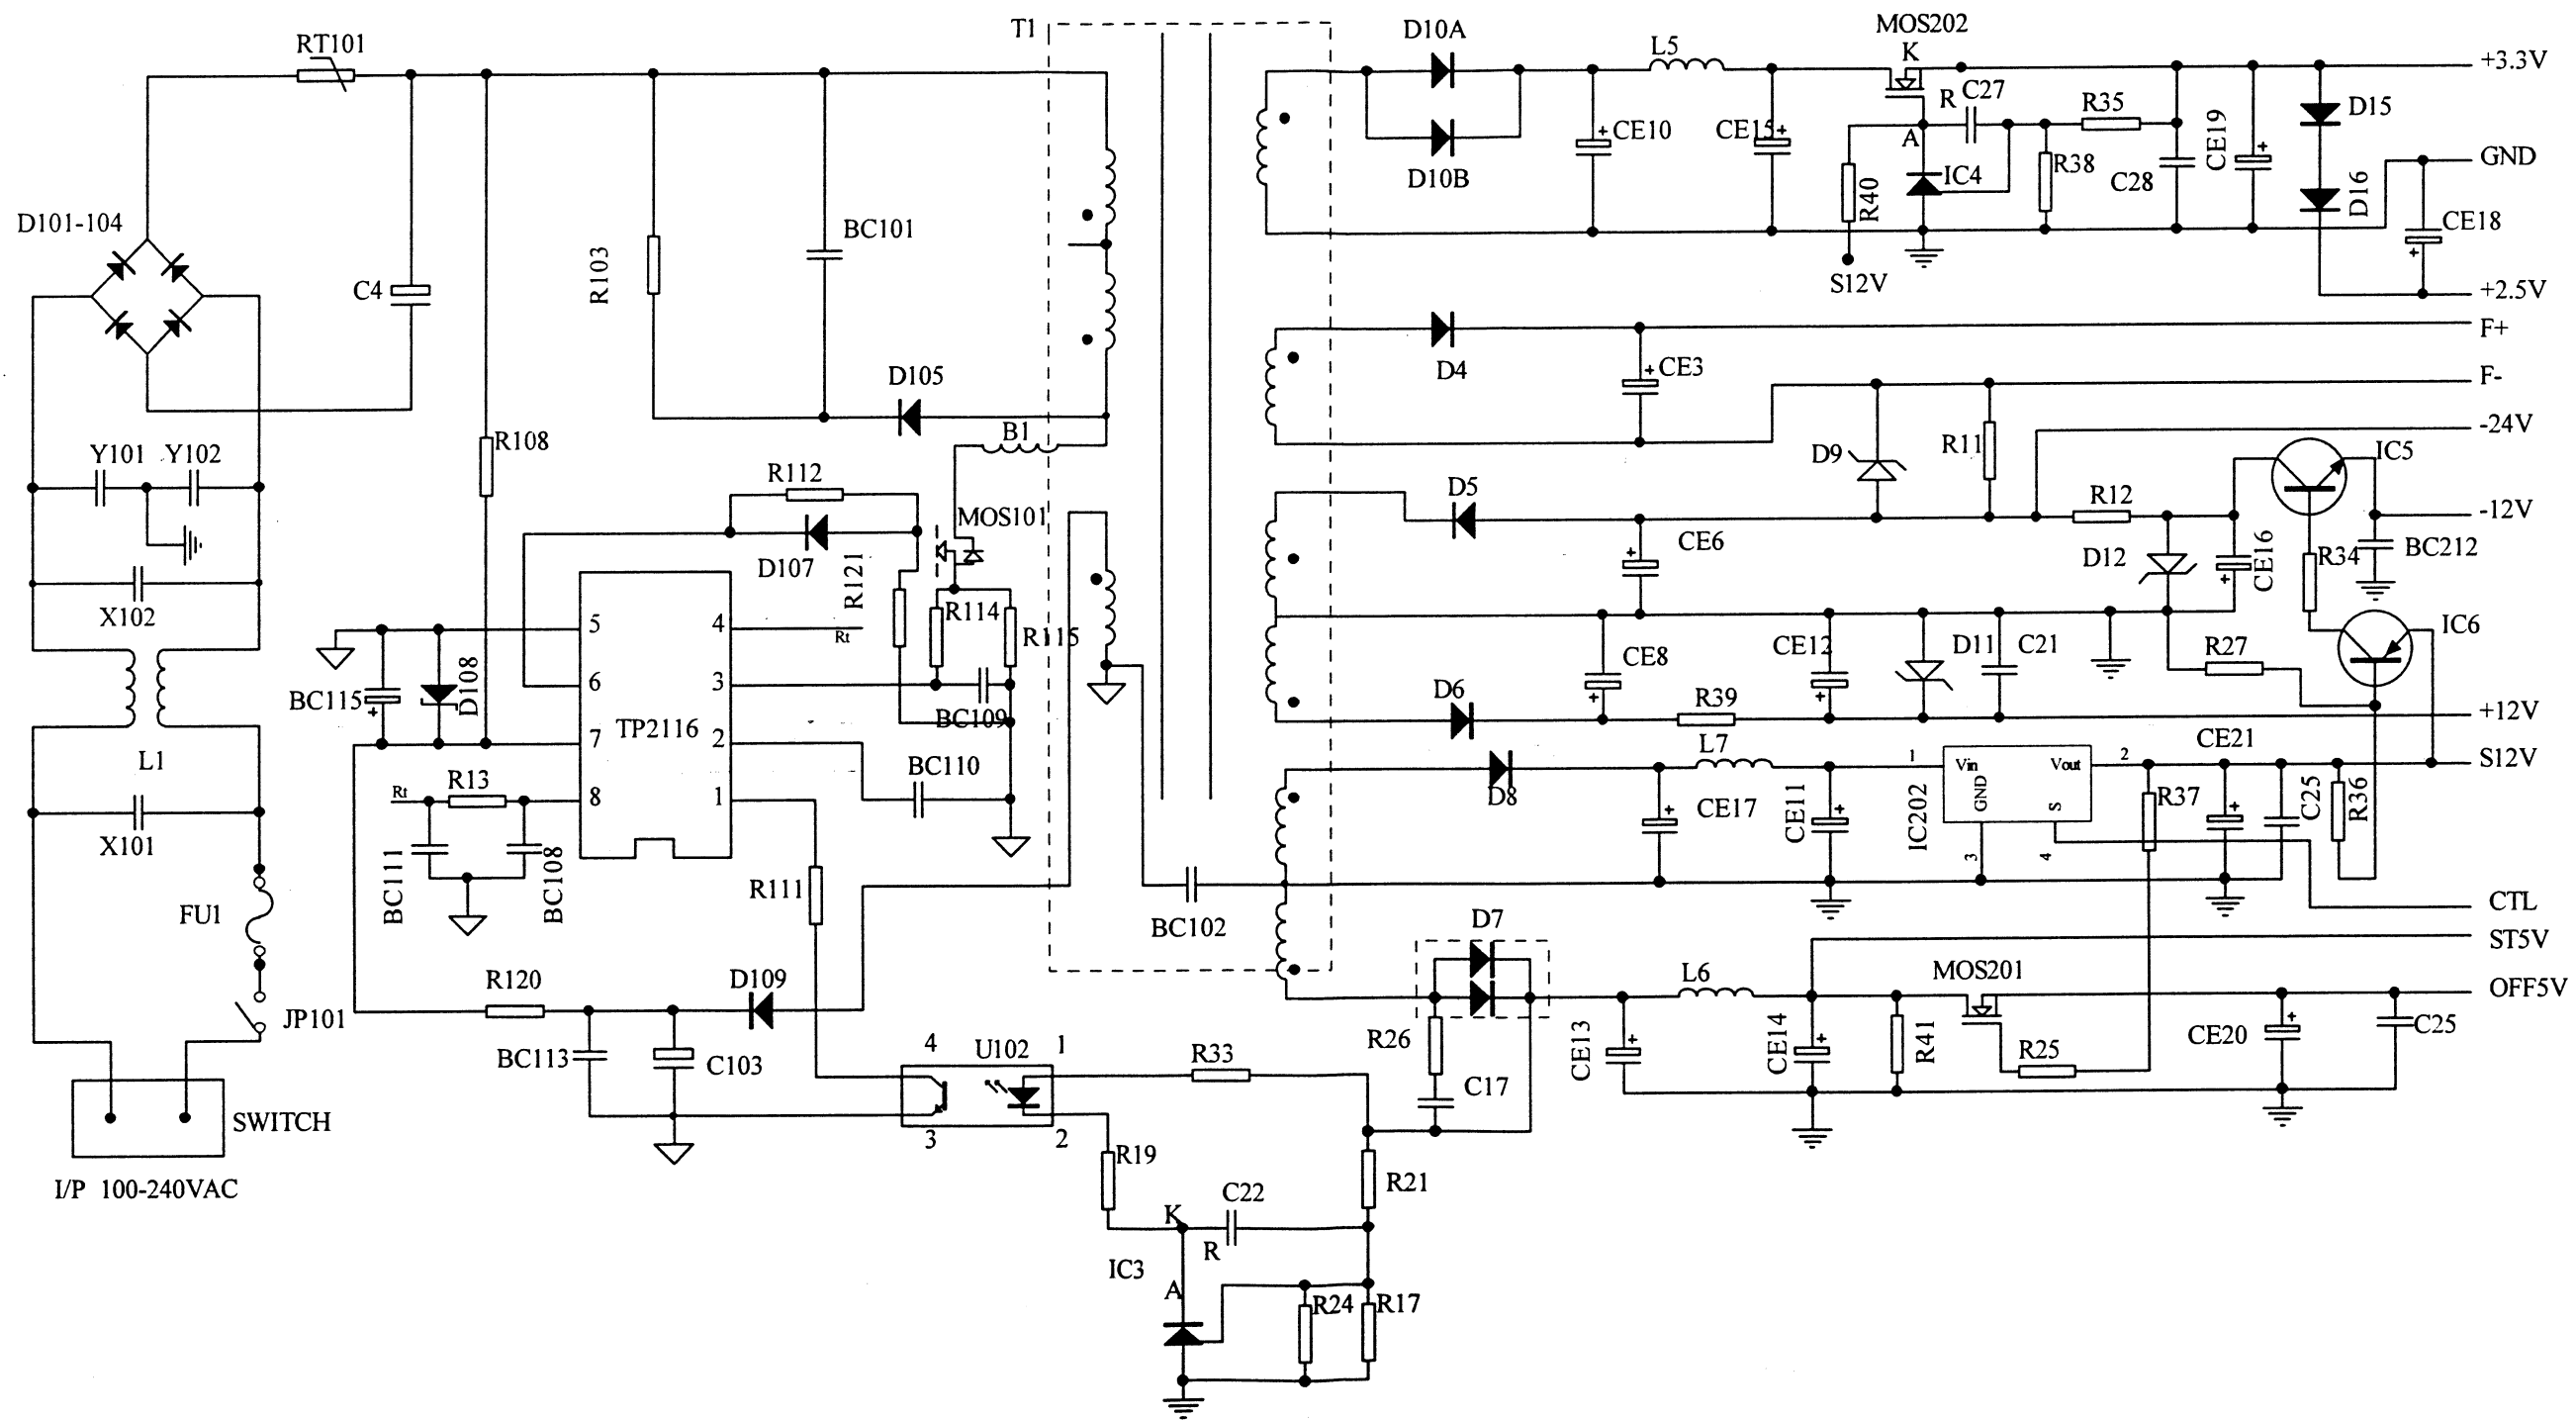 RT101
T1
D10A
L5
MOS202
K
+3.3V
D10B
CE10
CE15
R
C27
R35
A
IC4
R38
C28
CE19
D15
GND
R40
S12V
D16
CE18
+2.5V
D101-104
C4
R103
BC101
D105
B1
D4
CE3
F+
F-
-24V
D9
R11
IC5
Y101
Y102
R108
R112
D107
MOS101
D5
CE6
R12
D12
CE16
R34
-12V
BC212
X102
R121
R114
R115
Rt
5
4
6
3
7
2
8
1
TP2116
BC115
D108
BC109
BC110
CE8
CE12
D11
C21
R27
IC6
D6
R39
+12V
L1
Rt
R13
BC111
BC108
X101
R111
L7
D8
CE17
CE11
IC202
1
Vin
Vout
2
GND
S
3
4
CE21
R37
C25
R36
S12V
FU1
BC102
D7
CTL
ST5V
JP101
R120
D109
BC113
C103
4
U102
1
3
2
R33
R26
C17
CE13
L6
CE14
R41
MOS201
R25
CE20
C25
OFF5V
SWITCH
I/P 100-240VAC
R19
R21
K
C22
R
IC3
A
R24
R17